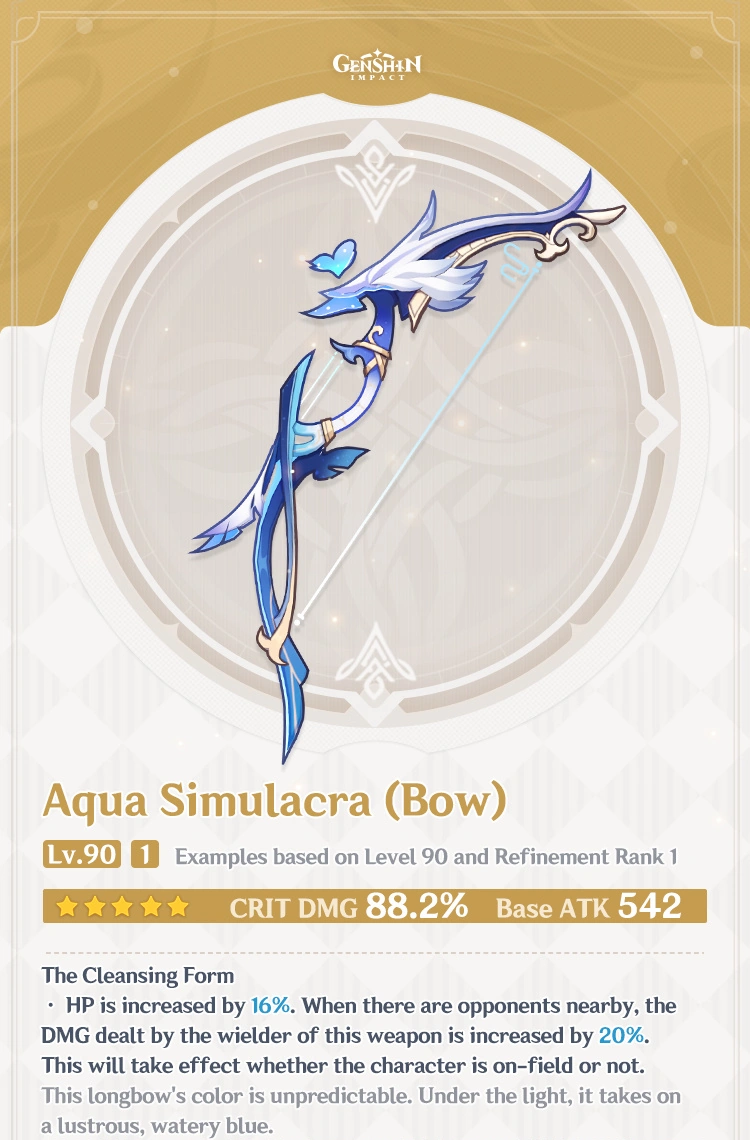 GENSHIN
IMPACT
Aqua Simulacra (Bow)
Lv.90 1 Examples based on Level 90 and Refinement Rank 1
CRIT DMG 88.2% Base ATK 542
The Cleansing Form
· HP is increased by 16%. When there are opponents nearby, the
DMG dealt by the wielder of this weapon is increased by 20%.
This will take effect whether the character is on-field or not.
This longbow's color is unpredictable. Under the light, it takes on
a lustrous, watery blue.